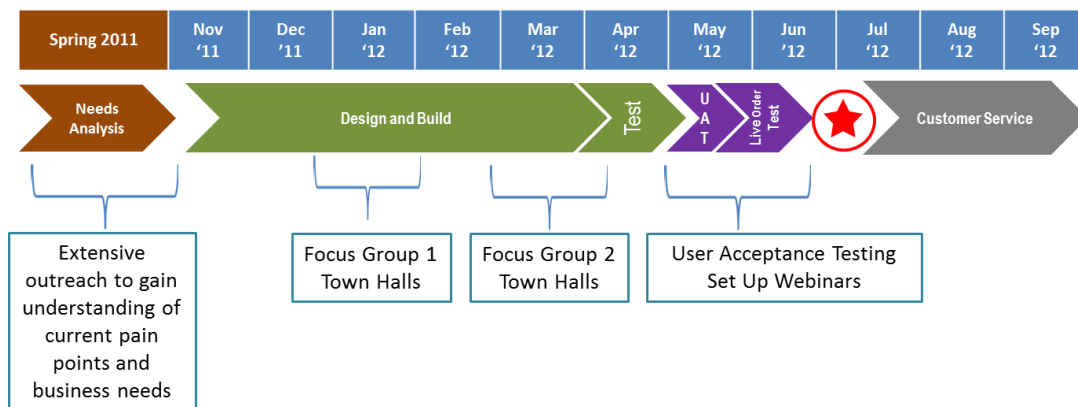 Spring 2011
Nov
‘11
Dec
’11
Jan
‘12
Feb
‘12
Mar
‘12
Apr
‘12
May
‘12
Jun
‘12
Jul
‘12
Aug
‘12
Sep
‘12
Needs
Analysis
Design and Build
Test
UAT
Live Order
Test
Customer Service
Extensive
outreach to gain
understanding of
current pain
points and
business needs
Focus Group 1
Town Halls
Focus Group 2
Town Halls
User Acceptance Testing
Set Up Webinars